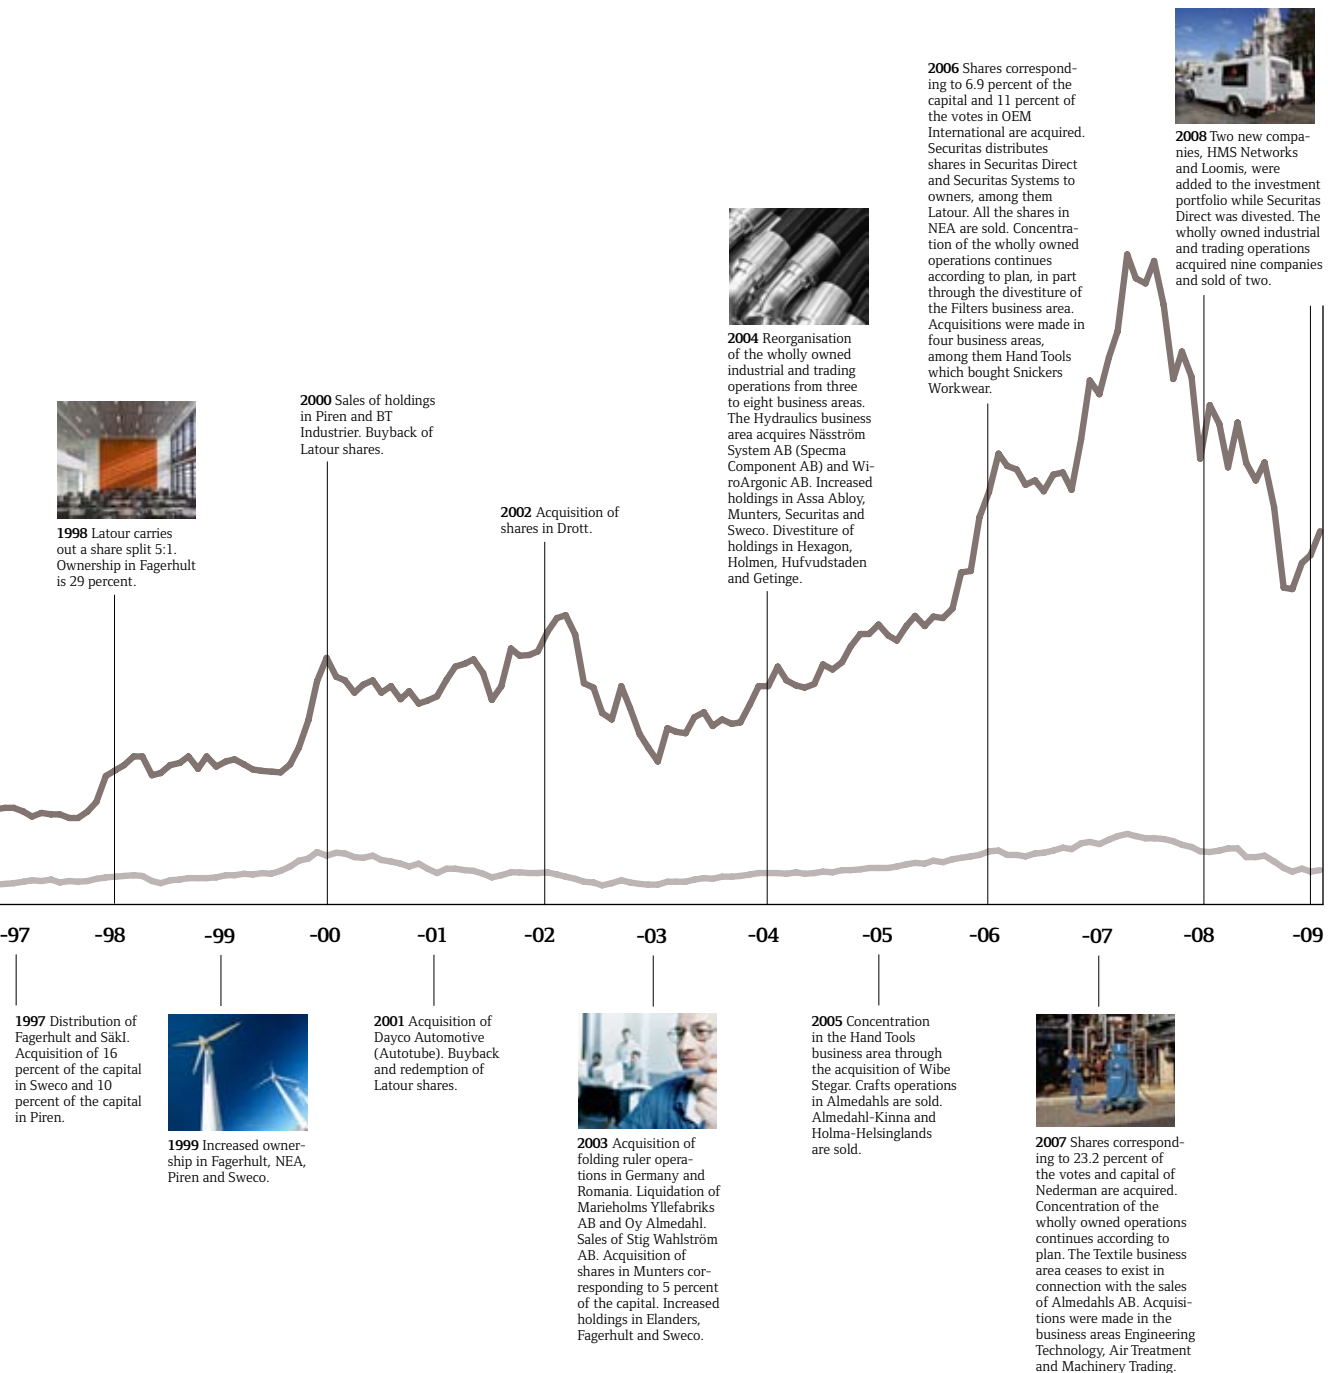 2006 Shares correspond-
ing to 6.9 percent of the
capital and 11 percent of
the votes in OEM
International are acquired.
Securitas distributes
shares in Securitas Direct
and Securitas Systems to
owners, among them
Latour. All the shares in
NEA are sold. Concentra-
tion of the wholly owned
operations continues
according to plan, in part
through the divestiture of
the Filters business area.
Acquisitions were made in
four business areas,
among them Hand Tools
which bought Snickers
Workwear.
2008 Two new compa-
nies, HMS Networks
and Loomis, were
added to the investment
portfolio while Securitas
Direct was divested. The
wholly owned industrial
and trading operations
acquired nine companies
and sold of two.
2004 Reorganisation
of the wholly owned
industrial and trading
operations from three
to eight business areas.
The Hydraulics business
area acquires Nässtrom
System AB (Specma
Component AB) and Wi-
roArgonic AB. Increased
holdings in Assa Abloy,
Munters, Securitas and
Sweco. Divestiture of
holdings in Hexagon,
Holmen, Hufvudstaden
and Getinge.
2000 Sales of holdings
in Piren and BT
Industrier. Buyback of
Latour shares.
2002 Acquisition of
shares in Drott.
1998 Latour carries
out a share split 5:1.
Ownership in Fagerhult
is 29 percent.
-97 -98 -99 -00 -01 -02 -03 -04 -05 -06 -07 -08 -09
1997 Distribution of
Fagerhult and SäkI.
Acquisition of 16
percent of the capital
in Sweco and 10
percent of the capital
in Piren.
1999 Increased owner-
ship in Fagerhult, NEA,
Piren and Sweco.
2001 Acquisition of
Dayco Automotive
(Autotube). Buyback
and redemption of
Latour shares.
2003 Acquisition of
folding ruler opera-
tions in Germany and
Romania. Liquidation of
Marieholms Yllefabriks
AB and Oy Almedahl.
Sales of Stig Wahlström
AB. Acquisition of
shares in Munters cor-
responding to 5 percent
of the capital. Increased
holdings in Elanders,
Fagerhult and Sweco.
2005 Concentration
in the Hand Tools
business area through
the acquisition of Wibe
Stegar. Crafts operations
in Almedahls are sold.
Almedahl-Kinna and
Holma-Helsinglands
are sold.
2007 Shares correspond-
ing to 23.2 percent of
the votes and capital of
Nederman are acquired.
Concentration of the
wholly owned operations
continues according to
plan. The Textile business
area ceases to exist in
connection with the sales
of Almedahls AB. Acquisi-
tions were made in the
business areas Engineering
Technology, Air Treatment
and Machinery Trading.